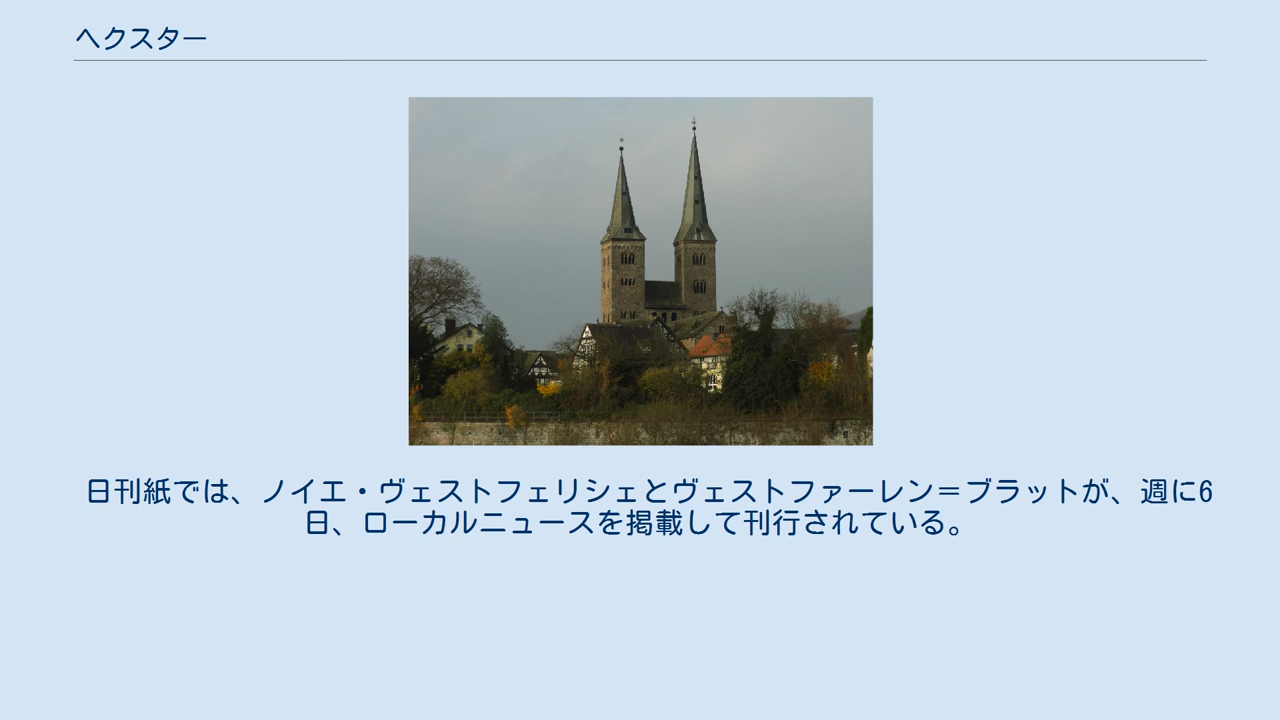 ヘクスター
日刊紙では、ノイエ・ヴェストフェリシェとヴェストファーレン＝ブラットが、週に6
日、ローカルニュースを掲載して刊行されている。